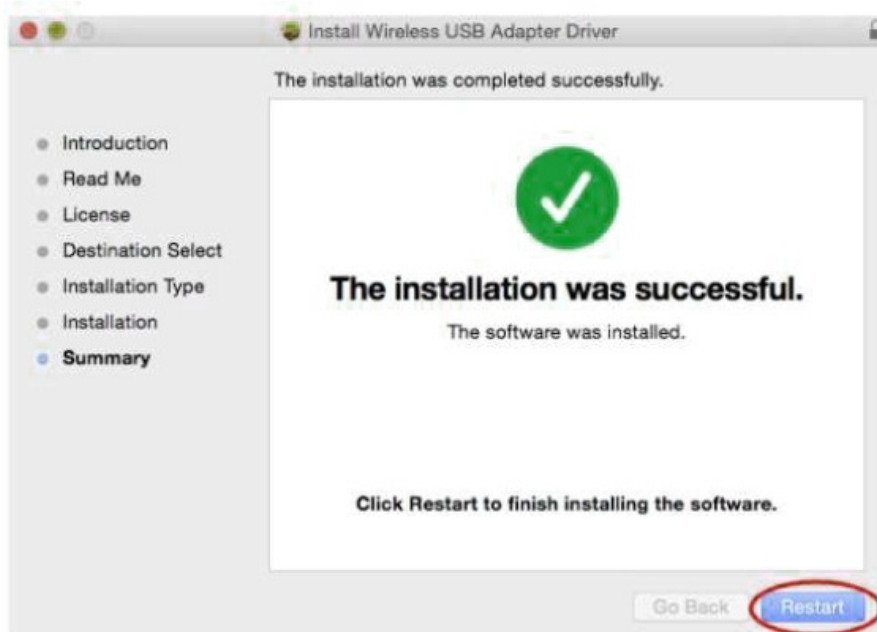 Install Wireless USB Adapter Driver
The installation was completed successfully.
Introduction
Read Me
License
Destination Select
Installation Type
Installation
Summary
The installation was successful.
The software was installed.
Click Restart to finish installing the software.
Go Back
Restart